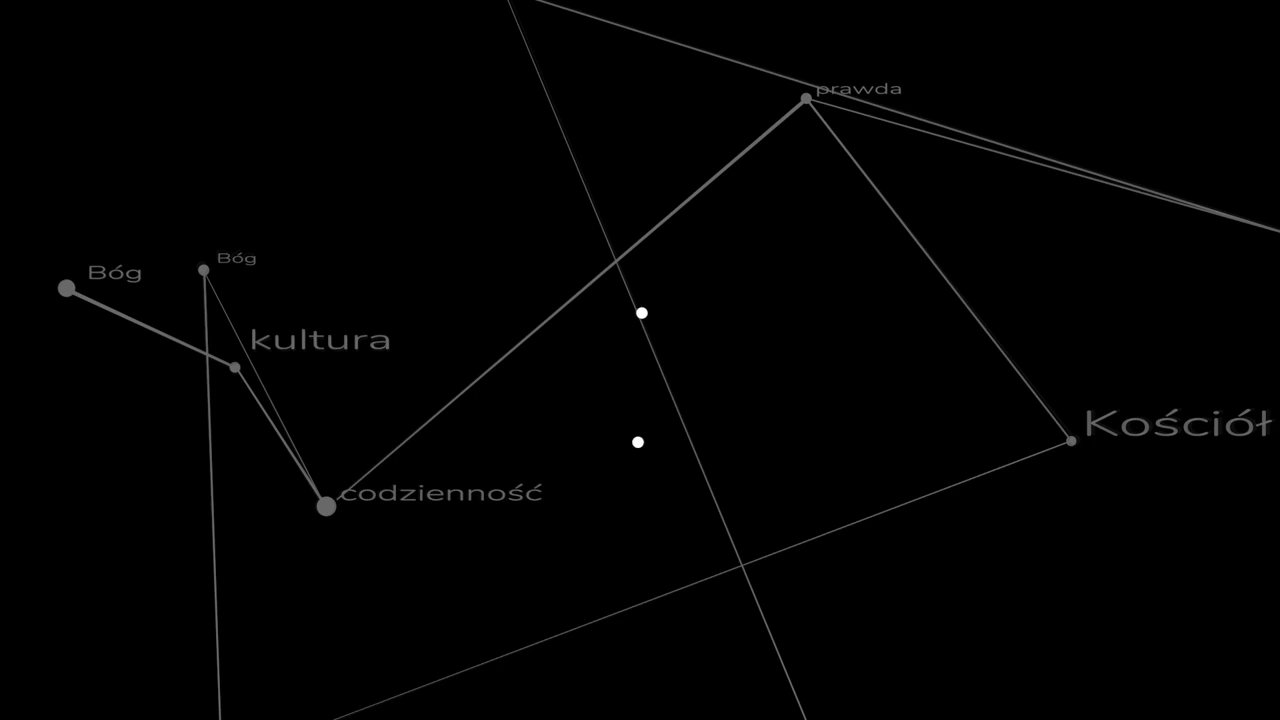 prawda
Bóg
Bóg
kultura
Kościół
codzienność